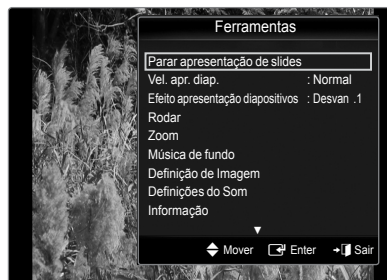 Ferramentas
Parar apresentação de slides
Vel. apr. diap. : Normal
Efeito apresentação diapositivos : Desvan .1
Rodar
Zoom
Música de fundo
Definição de Imagem
Definições do Som
Informação
Mover Enter Sair